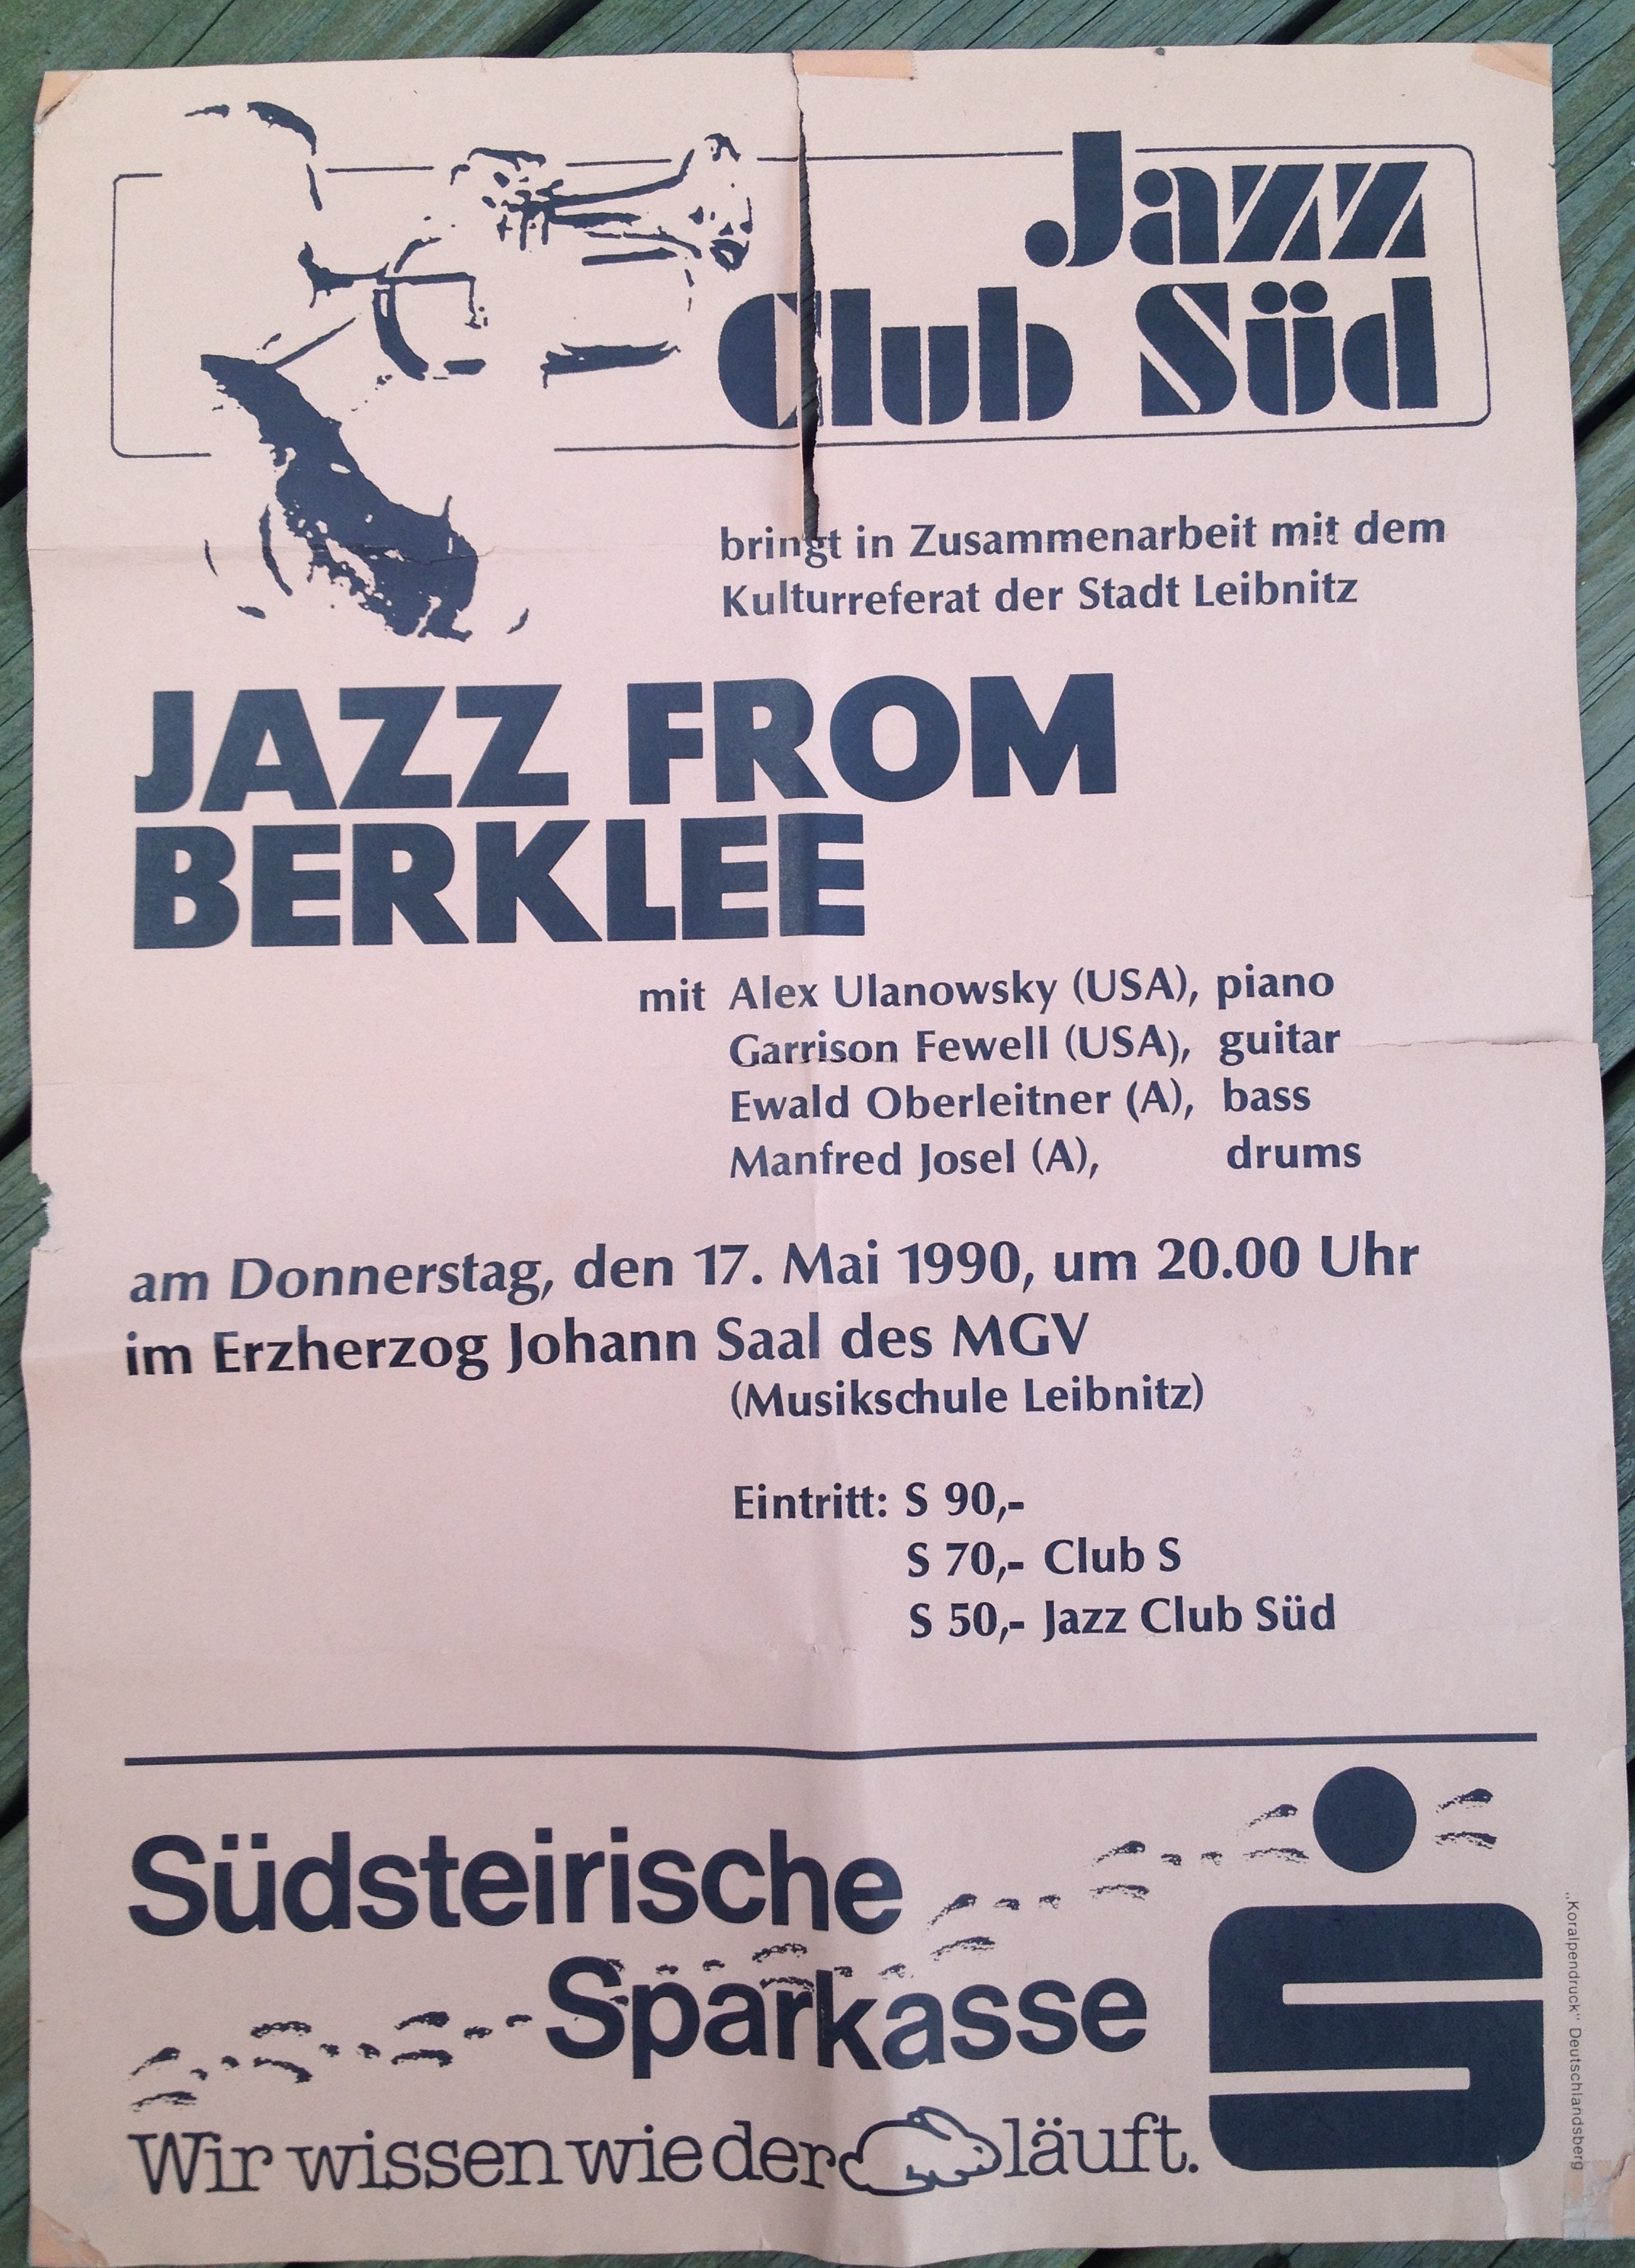 Jazz
Club Süd
bringt in Zusammenarbeit mit dem
Kulturreferat der Stadt Leibnitz
JAZZ FROM
BERKLEE
mit Alex Ulanowsky (USA), piano
Garrison Fewell (USA), guitar
Ewald Oberleitner (A), bass
Manfred Josel (A), drums
am Donnerstag, den 17. Mai 1990, um 20.00 Uhr
im Erzherzog Johann Saal des MGV
(Musikschule Leibnitz)
Eintritt: S 90,-
S 70,- Club S
S 50,- Jazz Club Süd
Südsteirische
Sparkasse
Wir wissen wie der läuft.
S
„Koralpendruck" Deutschlandsberg